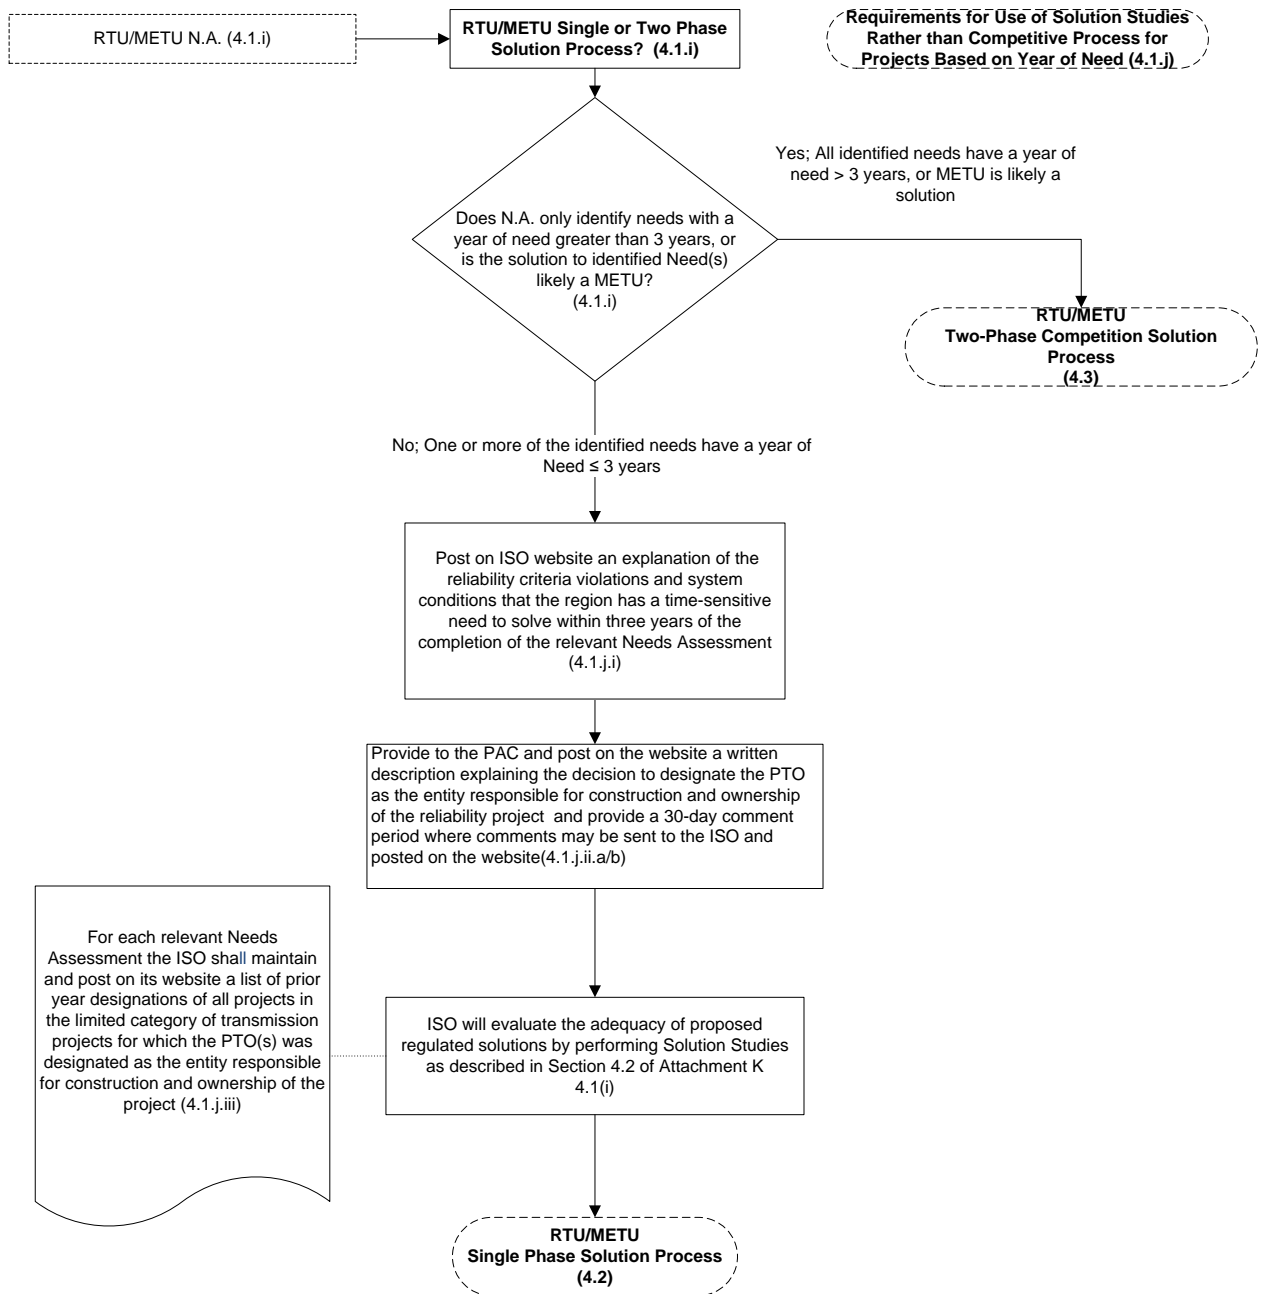 RTU/METU N.A. (4.1.i)
RTU/METU Single or Two Phase
Solution Process?  (4.1.i)
Requirements for Use of Solution Studies
Rather than Competitive Process for
Projects Based on Year of Need (4.1.j)
Yes; All identified needs have a year of
need > 3 years, or METU is likely a
solution
Does N.A. only identify needs with a
year of need greater than 3 years, or
is the solution to identified Need(s)
likely a METU?
(4.1.i)
RTU/METU
Two-Phase Competition Solution
Process
(4.3)
No; One or more of the identified needs have a year of
Need ≤ 3 years
Post on ISO website an explanation of the
reliability criteria violations and system
conditions that the region has a time-sensitive
need to solve within three years of the
completion of the relevant Needs Assessment
(4.1.j.i)
Provide to the PAC and post on the website a written
description explaining the decision to designate the PTO
as the entity responsible for construction and ownership
of the reliability project  and provide a 30-day comment
period where comments may be sent to the ISO and
posted on the website(4.1.j.ii.a/b)
For each relevant Needs
Assessment the ISO shall maintain
and post on its website a list of prior
year designations of all projects in
the limited category of transmission
projects for which the PTO(s) was
designated as the entity responsible
for construction and ownership of the
project (4.1.j.iii)
ISO will evaluate the adequacy of proposed
regulated solutions by performing Solution Studies
as described in Section 4.2 of Attachment K
4.1(i)
RTU/METU
Single Phase Solution Process
(4.2)